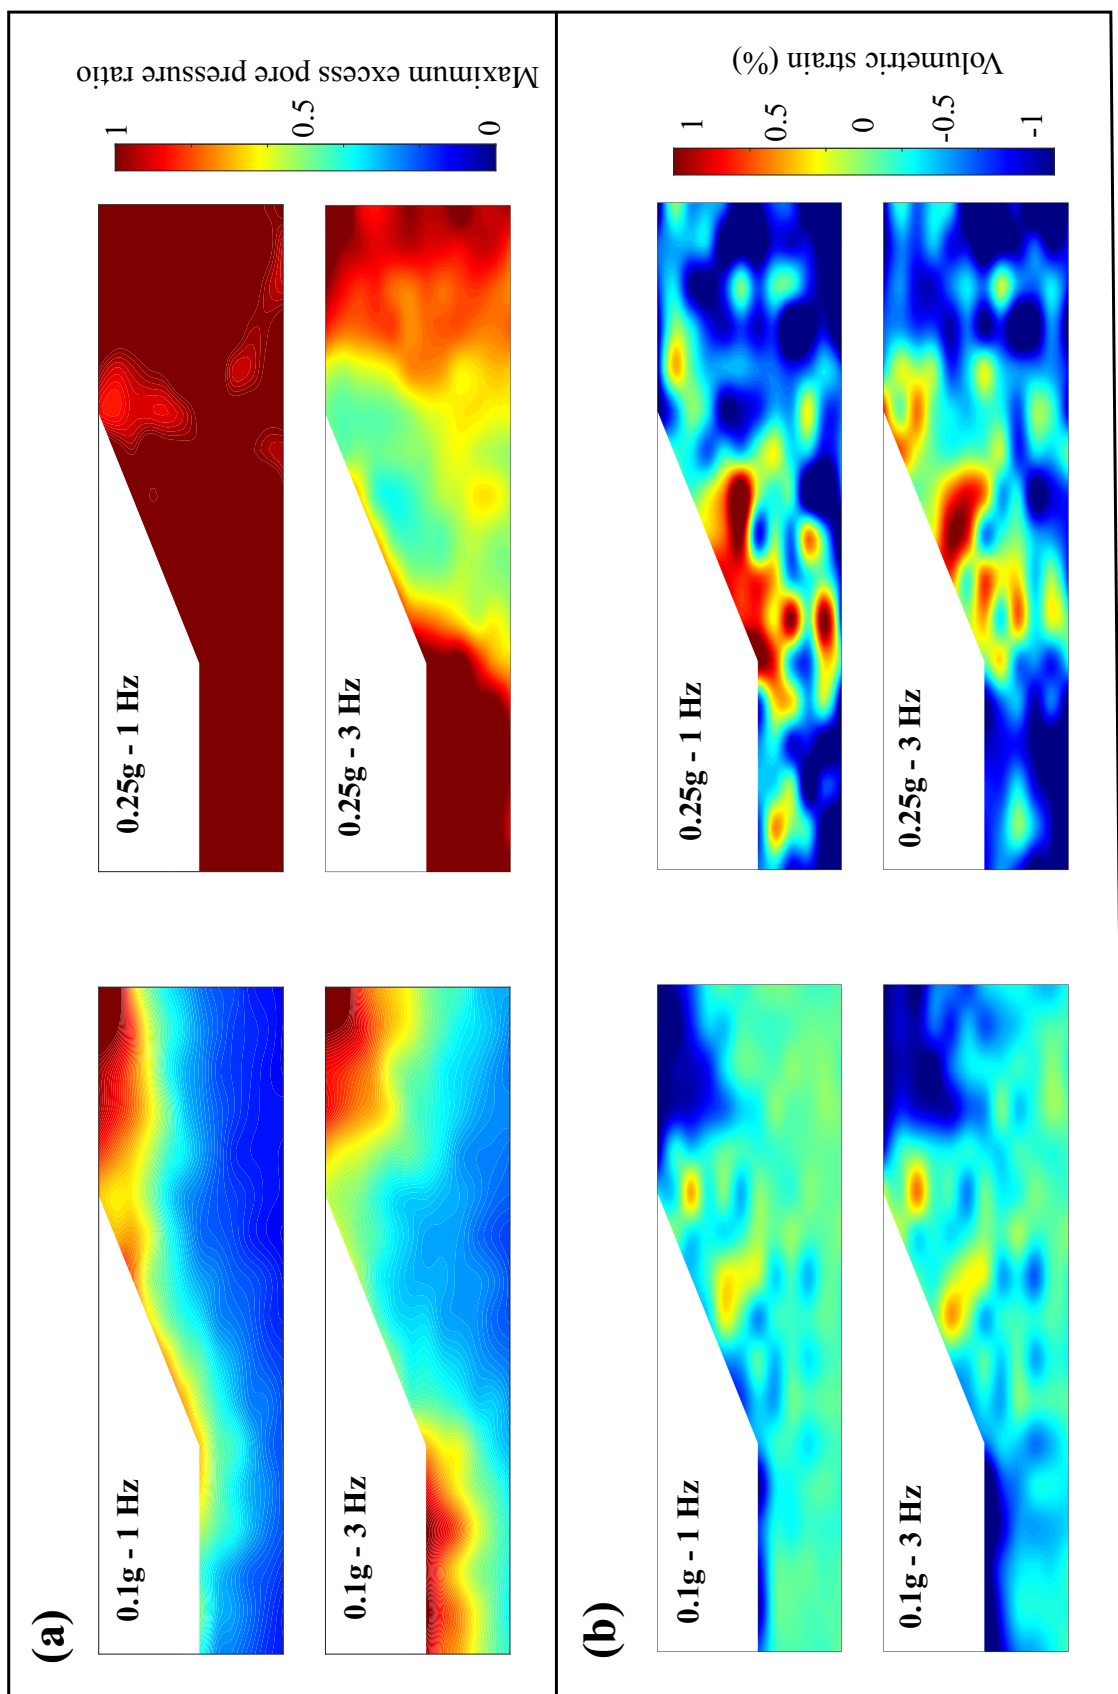 (a)
0.1g - 1 Hz
0.25g - 1 Hz
0.1g - 3 Hz
0.25g - 3 Hz
1
0.5
0
Maximum excess pore pressure ratio
(b)
0.1g - 1 Hz
0.25g - 1 Hz
0.1g - 3 Hz
0.25g - 3 Hz
1
0.5
0
-0.5
-1
Volumetric strain (%)